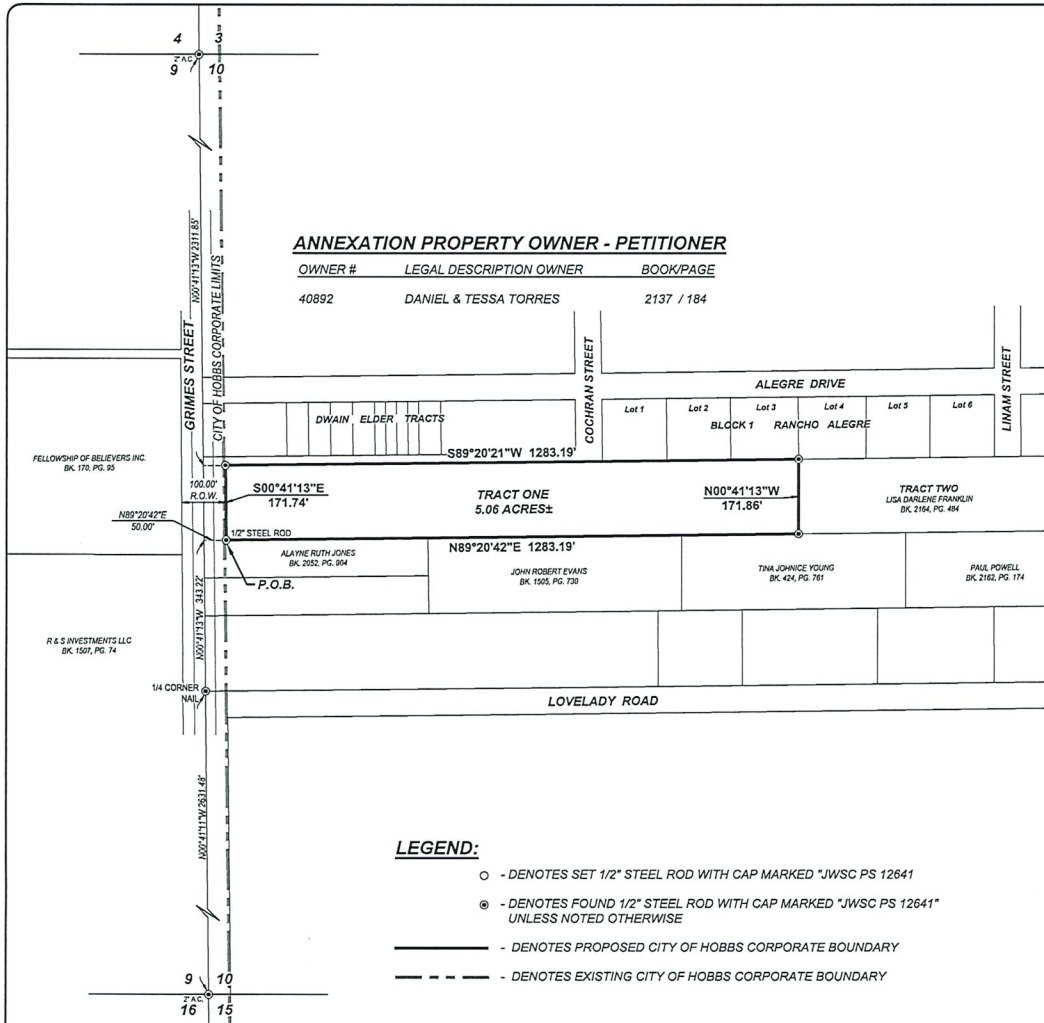 4 3
2" A.C.
9 10
N00°41'13"W 2311.85'
CITY OF HOBBS CORPORATE LIMITS
GRIMES STREET
ANNEXATION PROPERTY OWNER - PETITIONER
OWNER # LEGAL DESCRIPTION OWNER BOOK/PAGE
40892 DANIEL & TESSA TORRES 2137 / 184
COCHRAN STREET
LINAM STREET
ALEGRE DRIVE
DWAIN ELDER TRACTS
Lot 1 Lot 2 Lot 3 Lot 4 Lot 5 Lot 6
BLOCK 1 RANCHO ALEGRE
FELLOWSHIP OF BELIEVERS INC.
BK. 170, PG. 95
S89°20'21"W 1283.19'
100.00'
R.O.W.
S00°41'13"E
171.74'
TRACT ONE
5.06 ACRES±
N00°41'13"W
171.86'
TRACT TWO
LISA DARLENE FRANKLIN
BK. 2164, PG. 484
N89°20'42"E
50.00'
1/2" STEEL ROD
N89°20'42"E 1283.19'
P.O.B.
ALAYNE RUTH JONES
BK. 2052, PG. 904
JOHN ROBERT EVANS
BK. 1505, PG. 730
TINA JOHNICE YOUNG
BK. 424, PG. 761
PAUL POWELL
BK. 2162, PG. 174
N00°41'13"W 343.22'
R & S INVESTMENTS LLC
BK. 1507, PG. 74
1/4 CORNER
NAIL
LOVELADY ROAD
N00°41'11"W 2631.48'
LEGEND:
- DENOTES SET 1/2" STEEL ROD WITH CAP MARKED "JWSC PS 12641
- DENOTES FOUND 1/2" STEEL ROD WITH CAP MARKED "JWSC PS 12641"
UNLESS NOTED OTHERWISE
- DENOTES PROPOSED CITY OF HOBBS CORPORATE BOUNDARY
- DENOTES EXISTING CITY OF HOBBS CORPORATE BOUNDARY
9 10
2" A.C.
16 15